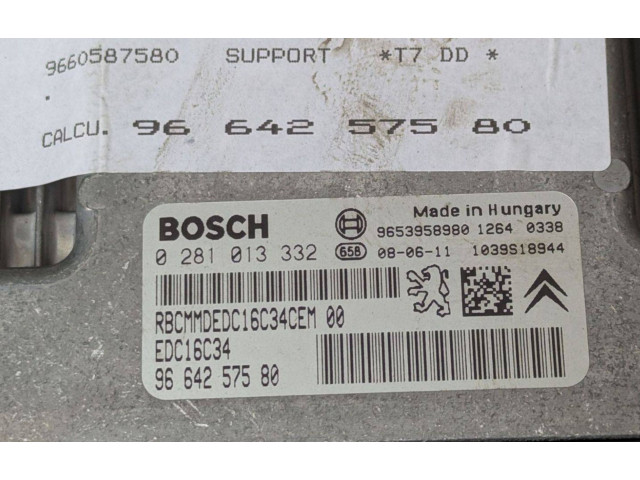 9660587580 SUPPORT *T7 DD *
.
CALCU. 96 642 575 80
BOSCH
Made in Hungary
9653958980 1264 0338
0 281 013 332 658 08-06-11 1039S18944
RBCMMDEDC16C34CEM 00
EDC16C34
96 642 575 80